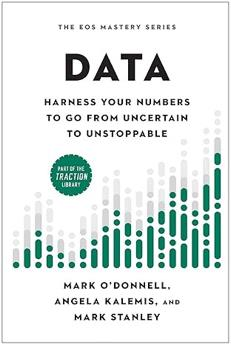 THE EOS MASTERY SERIES
DATA
HARNESS YOUR NUMBERS
TO GO FROM UNCERTAIN
TO UNSTOPPABLE
PART OF THE
TRACTION
LIBRARY
MARK O'DONNELL,
ANGELA KALEMIS, AND
MARK STANLEY